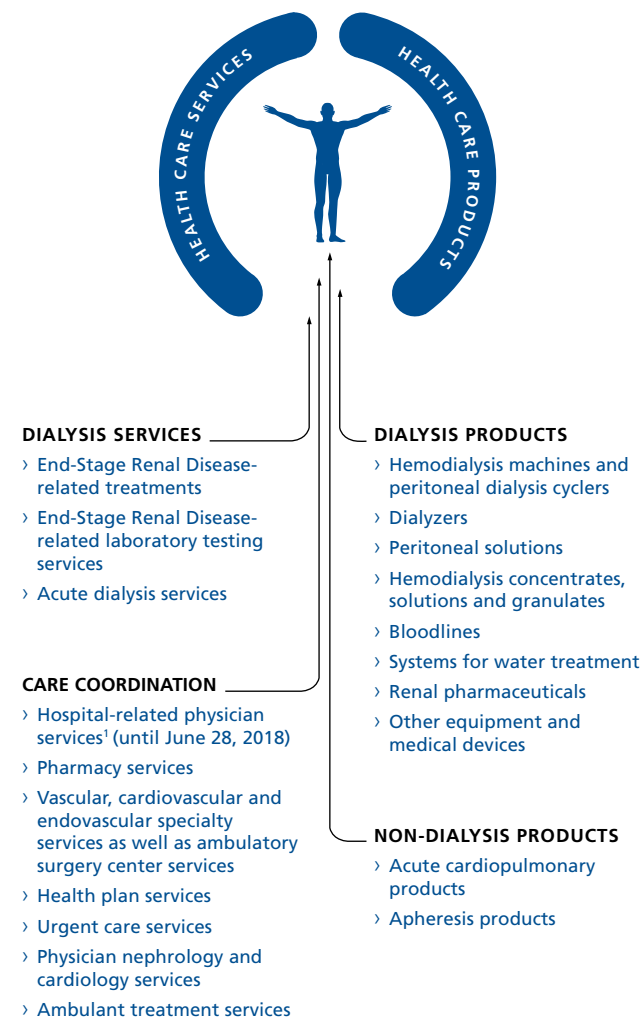 HEALTH CARE SERVICES
HEALTH CARE PRODUCTS
DIALYSIS SERVICES
› End-Stage Renal Disease-
related treatments
› End-Stage Renal Disease-
related laboratory testing
services
› Acute dialysis services
CARE COORDINATION
› Hospital-related physician
services¹ (until June 28, 2018)
› Pharmacy services
› Vascular, cardiovascular and
endovascular specialty
services as well as ambulatory
surgery center services
› Health plan services
› Urgent care services
› Physician nephrology and
cardiology services
› Ambulant treatment services
DIALYSIS PRODUCTS
› Hemodialysis machines and
peritoneal dialysis cyclers
› Dialyzers
› Peritoneal solutions
› Hemodialysis concentrates,
solutions and granulates
› Bloodlines
› Systems for water treatment
› Renal pharmaceuticals
› Other equipment and
medical devices
NON-DIALYSIS PRODUCTS
› Acute cardiopulmonary
products
› Apheresis products